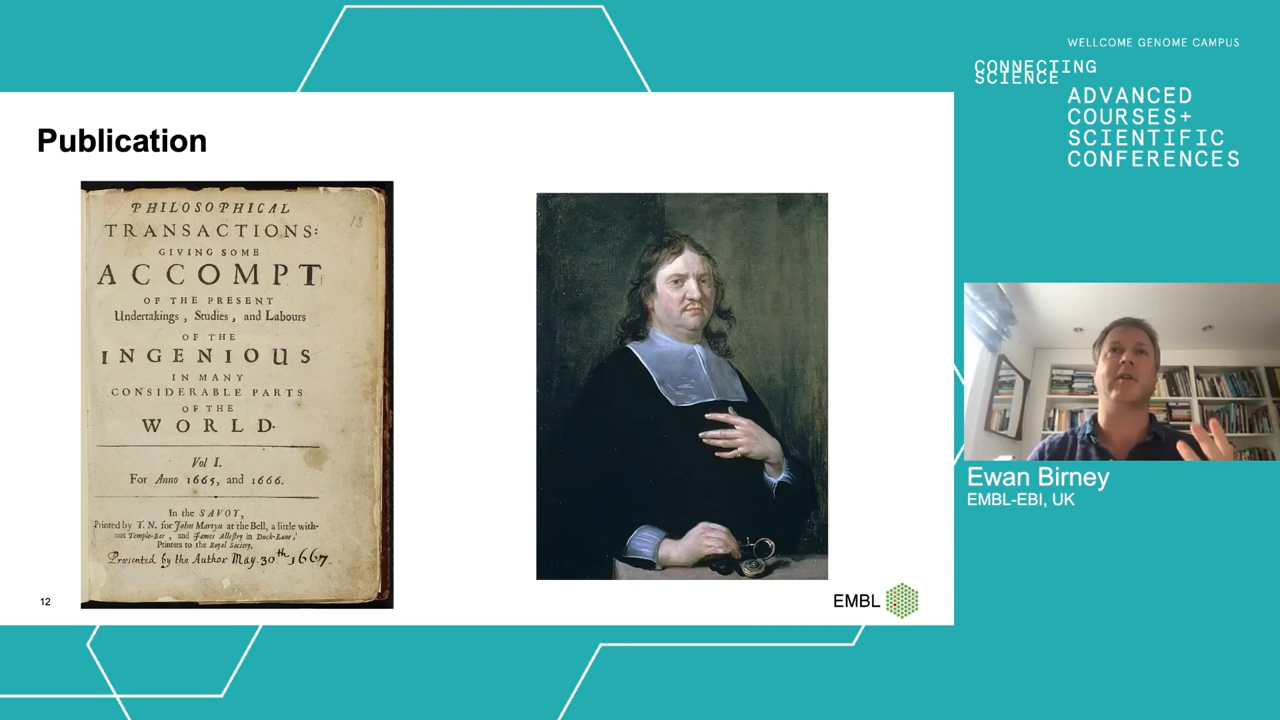 WELLCOME GENOME CAMPUS
CONNECTING
SCIENCE
ADVANCED
COURSES+
SCIENTIFIC
CONFERENCES
Publication
PHILOSOPHICAL
TRANSACTIONS:
GIVING SOME
ACCOMPT
OF THE PRESENT
Undertakings, Studies, and Labours
OF THE
INGENIOUS
IN MANY
CONSIDERABLE PARTS
OF THE
WORLD.
Vol I.
For Anno 1665, and 1666.
In the SAVOY,
Printed by T. N. for John Martyn at the Bell, a little with-
out Temple-Bar, and James Allestry in Duck-Lane,
Printers to the Royal Society,
Presented by the Author May. 30th 1667.
12
EMBL
Ewan Birney
EMBL-EBI, UK